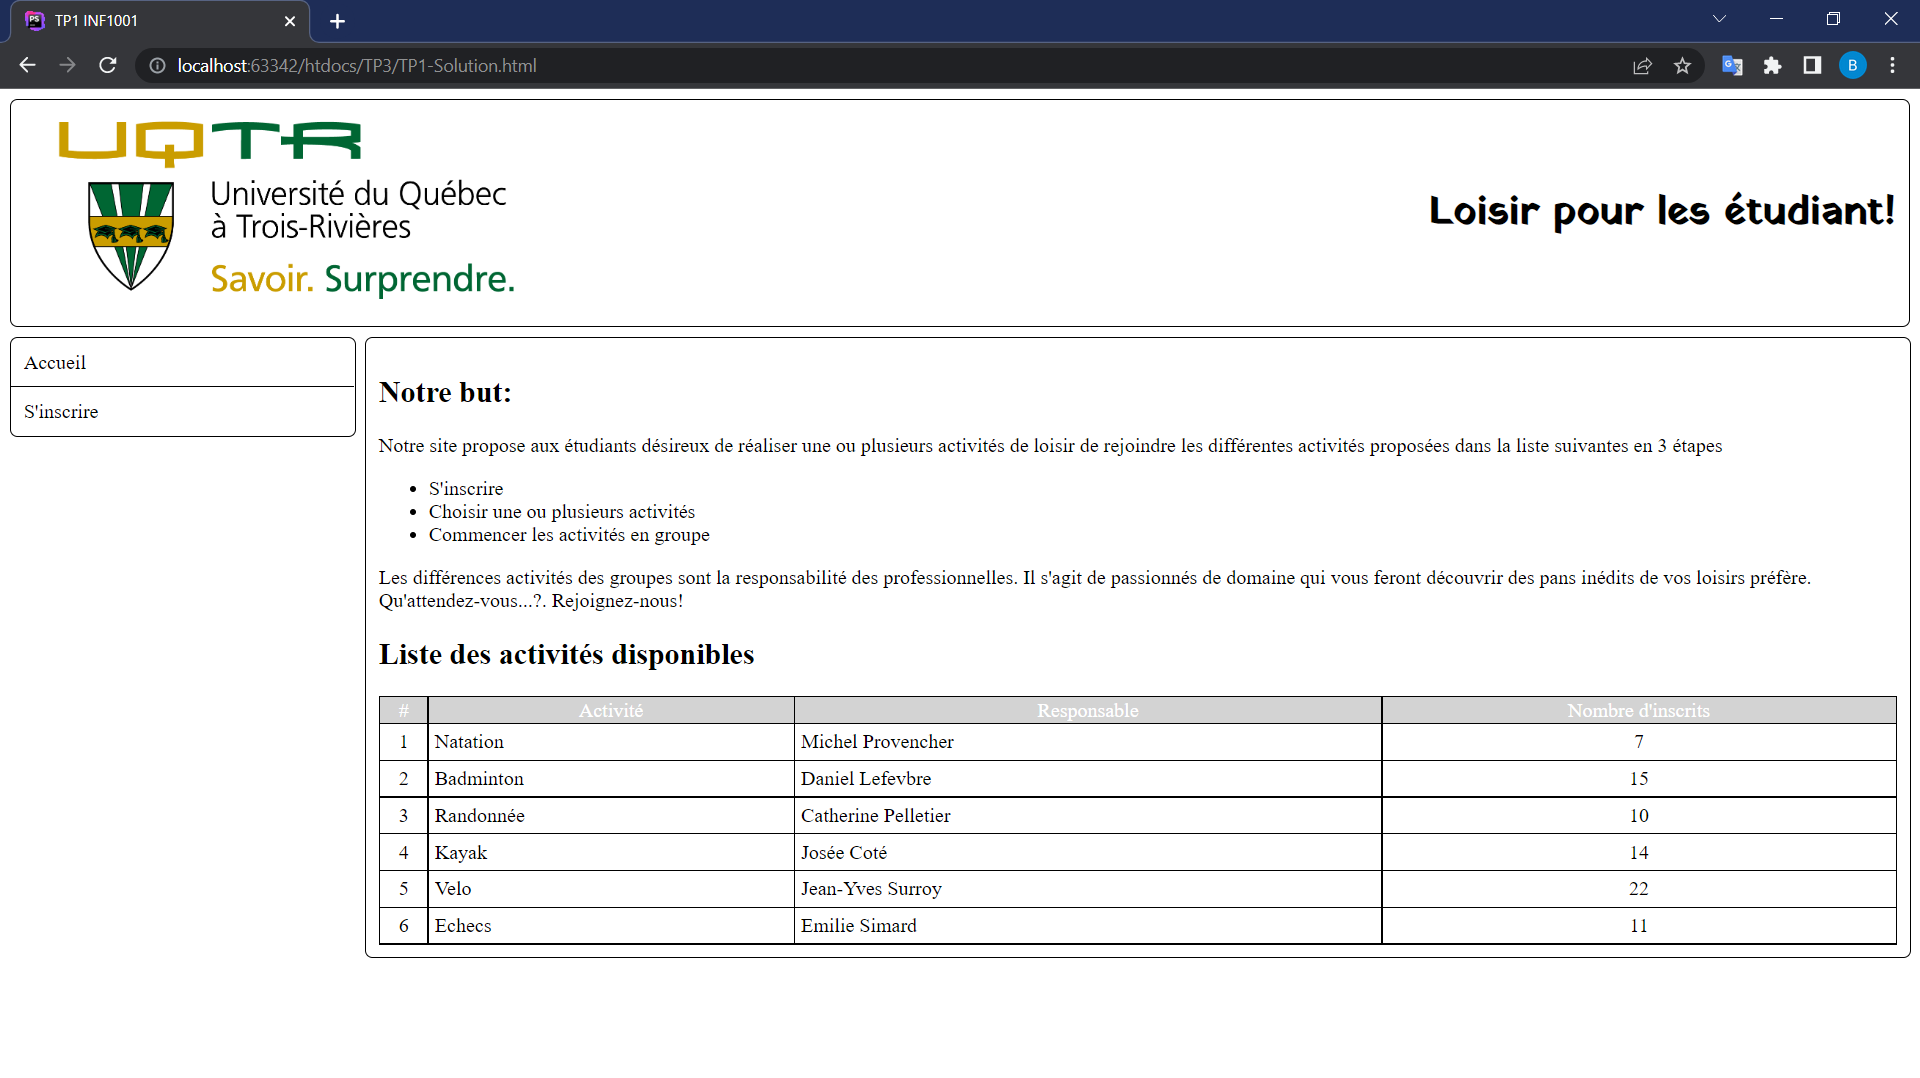 TP1 INF1001
localhost:63342/htdocs/TP3/TP1-Solution.html
B
UQTR
Université du Québec
à Trois-Rivières
Savoir. Surprendre.
Loisir pour les étudiant!
Accueil
S'inscrire
Notre but:
Notre site propose aux étudiants désireux de réaliser une ou plusieurs activités de loisir de rejoindre les différentes activités proposées dans la liste suivantes en 3 étapes
• S'inscrire
• Choisir une ou plusieurs activités
• Commencer les activités en groupe
Les différences activités des groupes sont la responsabilité des professionnelles. Il s'agit de passionnés de domaine qui vous feront découvrir des pans inédits de vos loisirs préfère.
Qu'attendez-vous...?. Rejoignez-nous!
Liste des activités disponibles
# Activité Responsable Nombre d'inscrits
1 Natation Michel Provencher 7
2 Badminton Daniel Lefevbre 15
3 Randonnée Catherine Pelletier 10
4 Kayak Josée Coté 14
5 Velo Jean-Yves Surroy 22
6 Echecs Emilie Simard 11